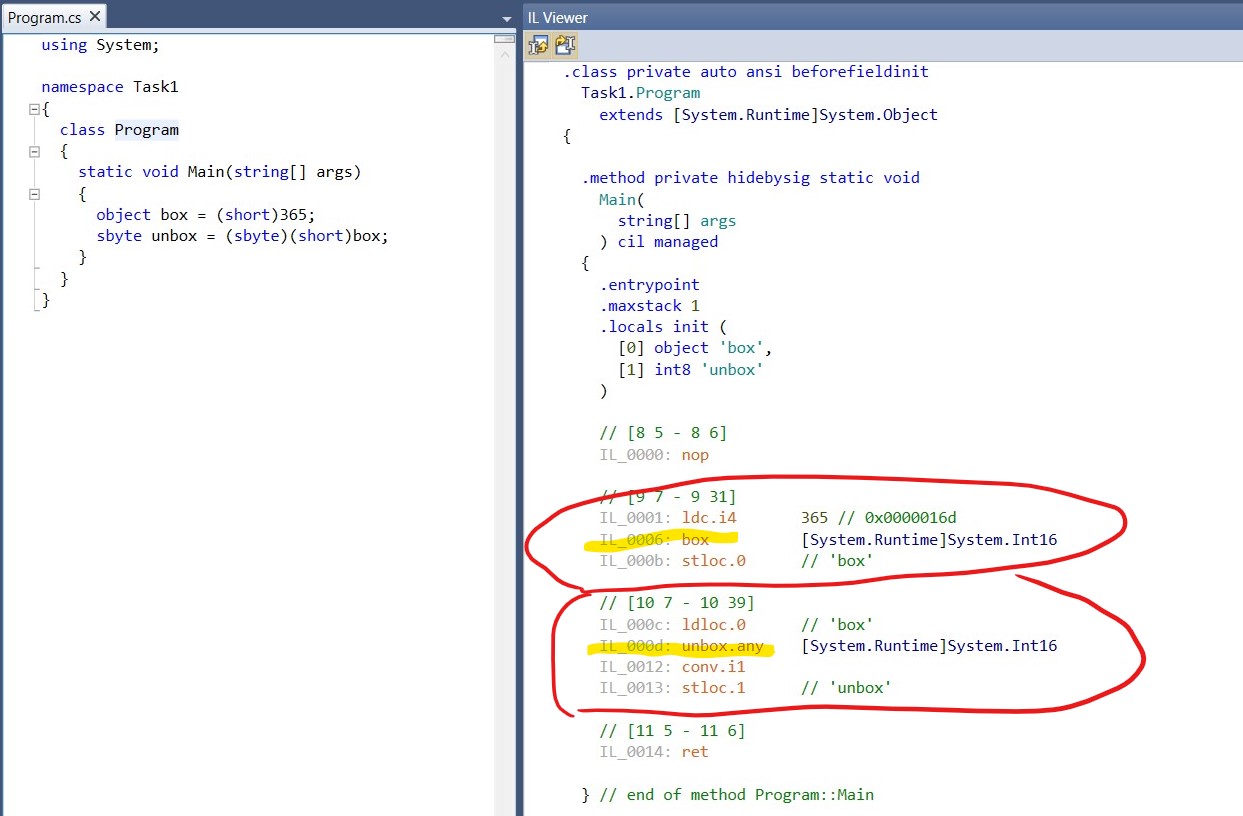 Program.cs
using System;
namespace Task1
{
class Program
{
static void Main(string[] args)
{
object box = (short)365;
sbyte unbox = (sbyte)(short)box;
}
}
}
IL Viewer
.class private auto ansi beforefieldinit
Task1.Program
extends [System.Runtime]System.Object
{
.method private hidebysig static void
Main(
string[] args
) cil managed
{
.entrypoint
.maxstack 1
.locals init (
[0] object 'box',
[1] int8 'unbox'
)
// [8 5 - 8 6]
IL_0000: nop
// [9 7 - 9 31]
IL_0001: ldc.i4 365 // 0x0000016d
IL_0006: box [System.Runtime]System.Int16
IL_000b: stloc.0 // 'box'
// [10 7 - 10 39]
IL_000c: ldloc.0 // 'box'
IL_000d: unbox.any [System.Runtime]System.Int16
IL_0012: conv.i1
IL_0013: stloc.1 // 'unbox'
// [11 5 - 11 6]
IL_0014: ret
} // end of method Program::Main